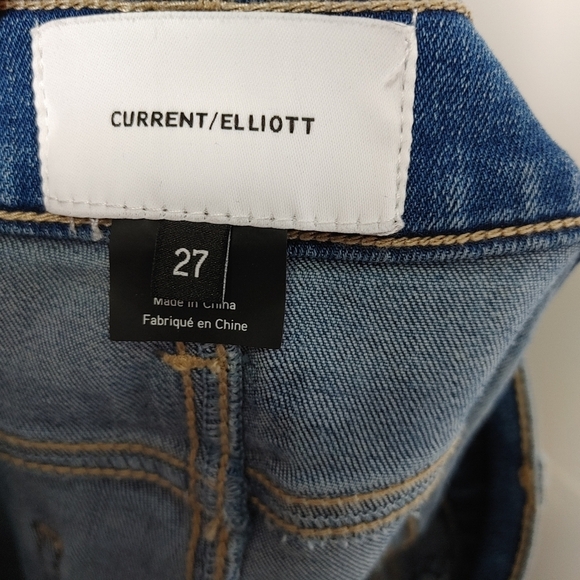 CURRENT/ELLIOTT
27
Made in China
Fabriqué en Chine